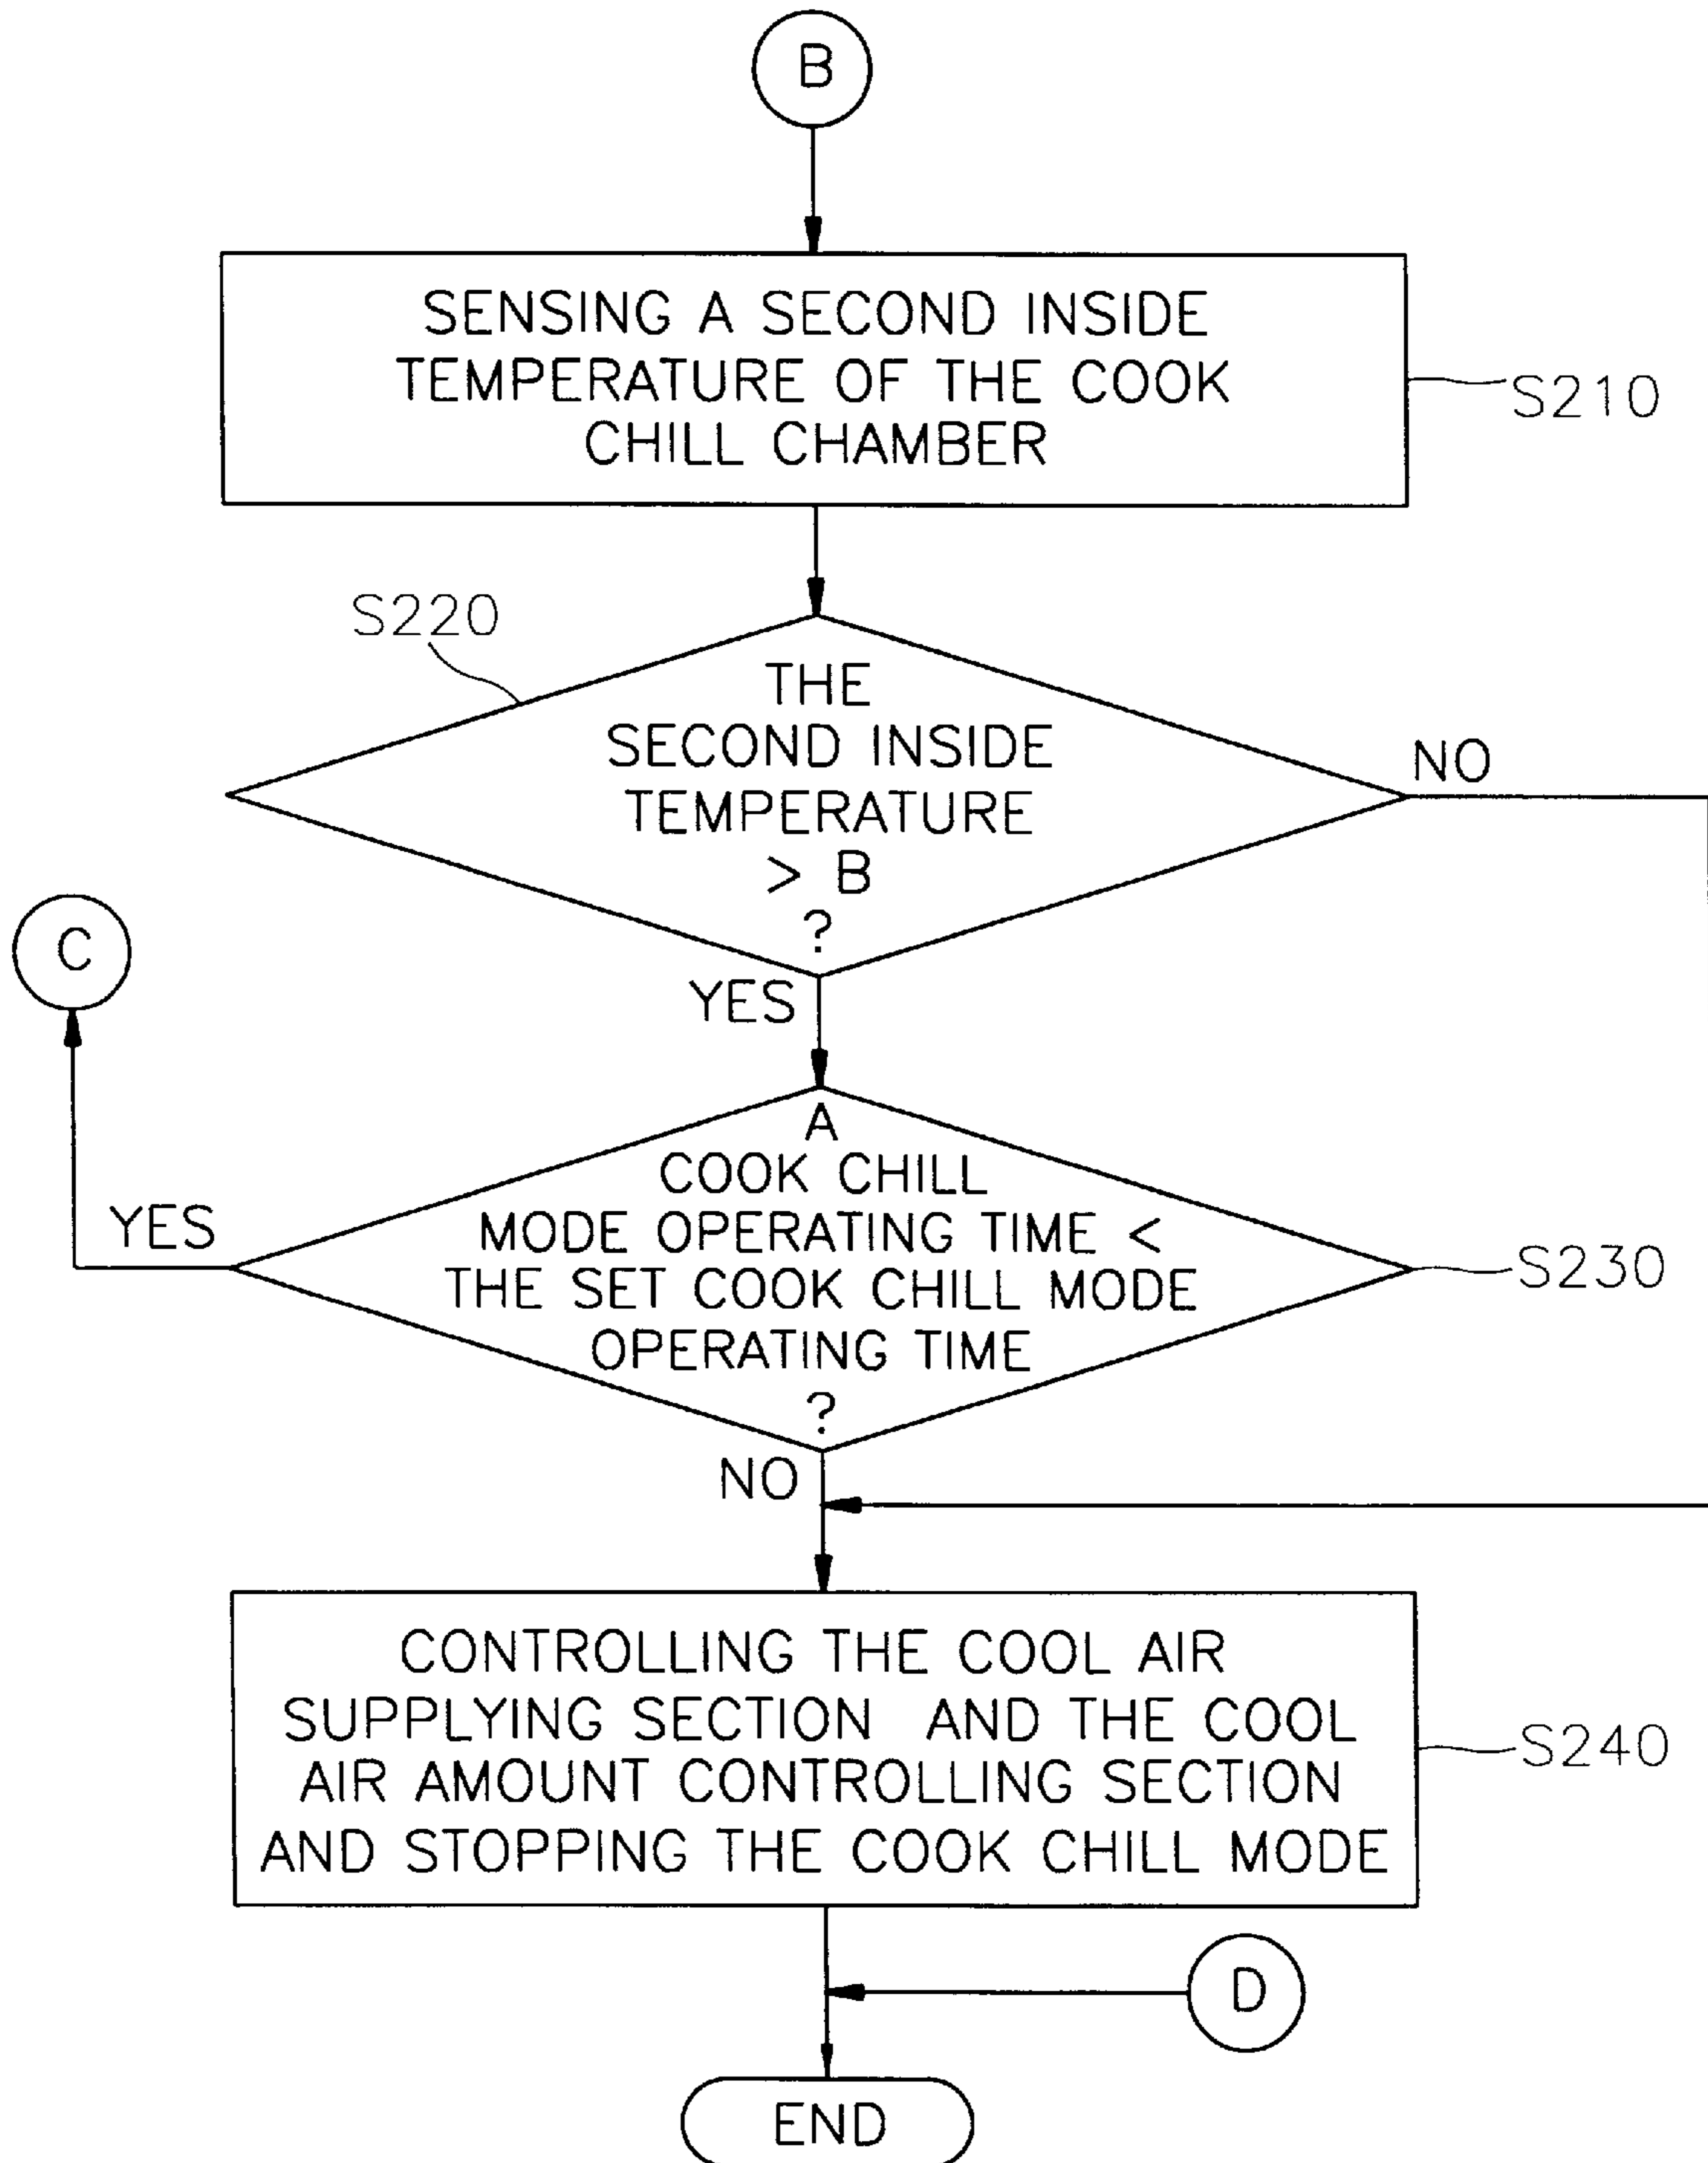 B
SENSING A SECOND INSIDE
TEMPERATURE OF THE COOK
CHILL CHAMBER
S210
S220
THE
SECOND INSIDE
TEMPERATURE
> B
?
NO
C
YES
A
COOK CHILL
MODE OPERATING TIME <
THE SET COOK CHILL MODE
OPERATING TIME
?
YES
S230
NO
CONTROLLING THE COOL AIR
SUPPLYING SECTION AND THE COOL
AIR AMOUNT CONTROLLING SECTION
AND STOPPING THE COOK CHILL MODE
S240
D
END